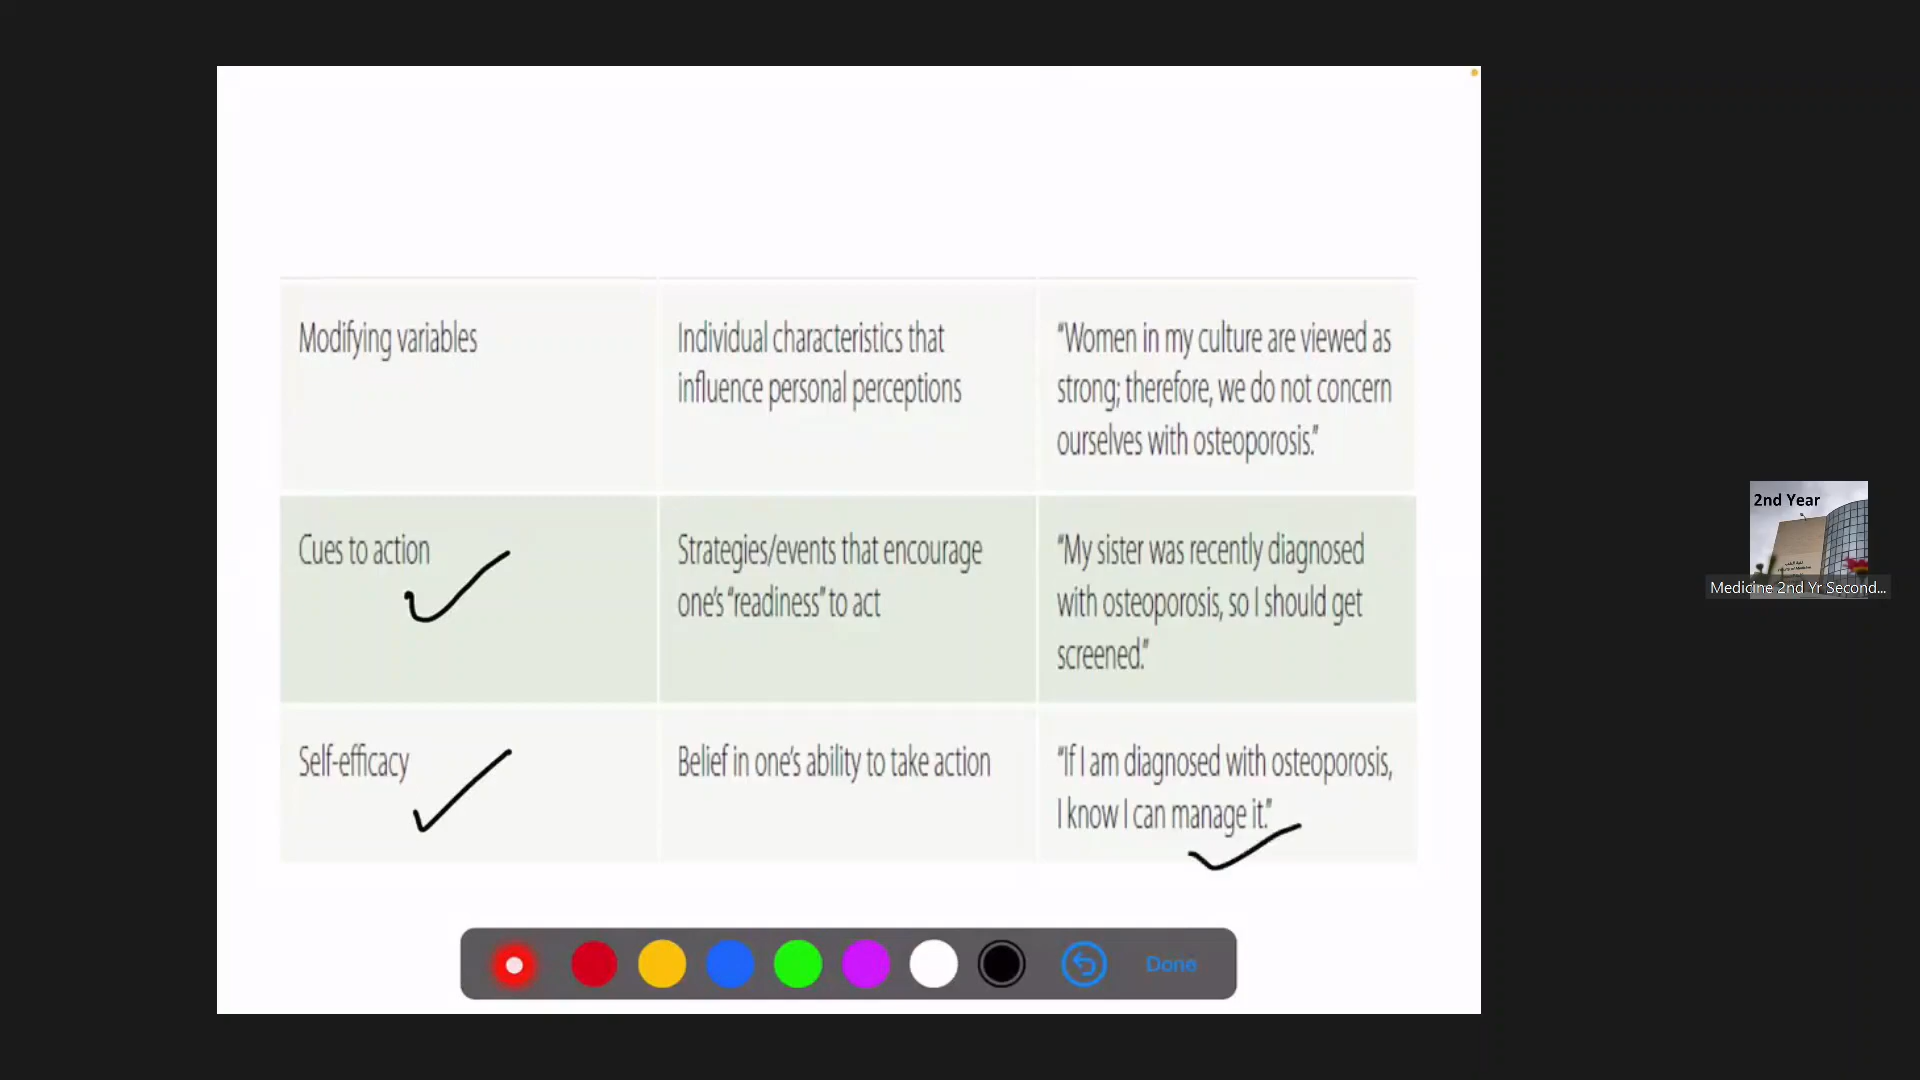 Modifying variables
Individual characteristics that
influence personal perceptions
“Women in my culture are viewed as
strong; therefore, we do not concern
ourselves with osteoporosis.”
Cues to action
Strategies/events that encourage
one’s “readiness” to act
“My sister was recently diagnosed
with osteoporosis, so I should get
screened.”
Self-efficacy
Belief in one’s ability to take action
“If I am diagnosed with osteoporosis,
I know I can manage it.”
Done
2nd Year
Medicine 2nd Yr Second...